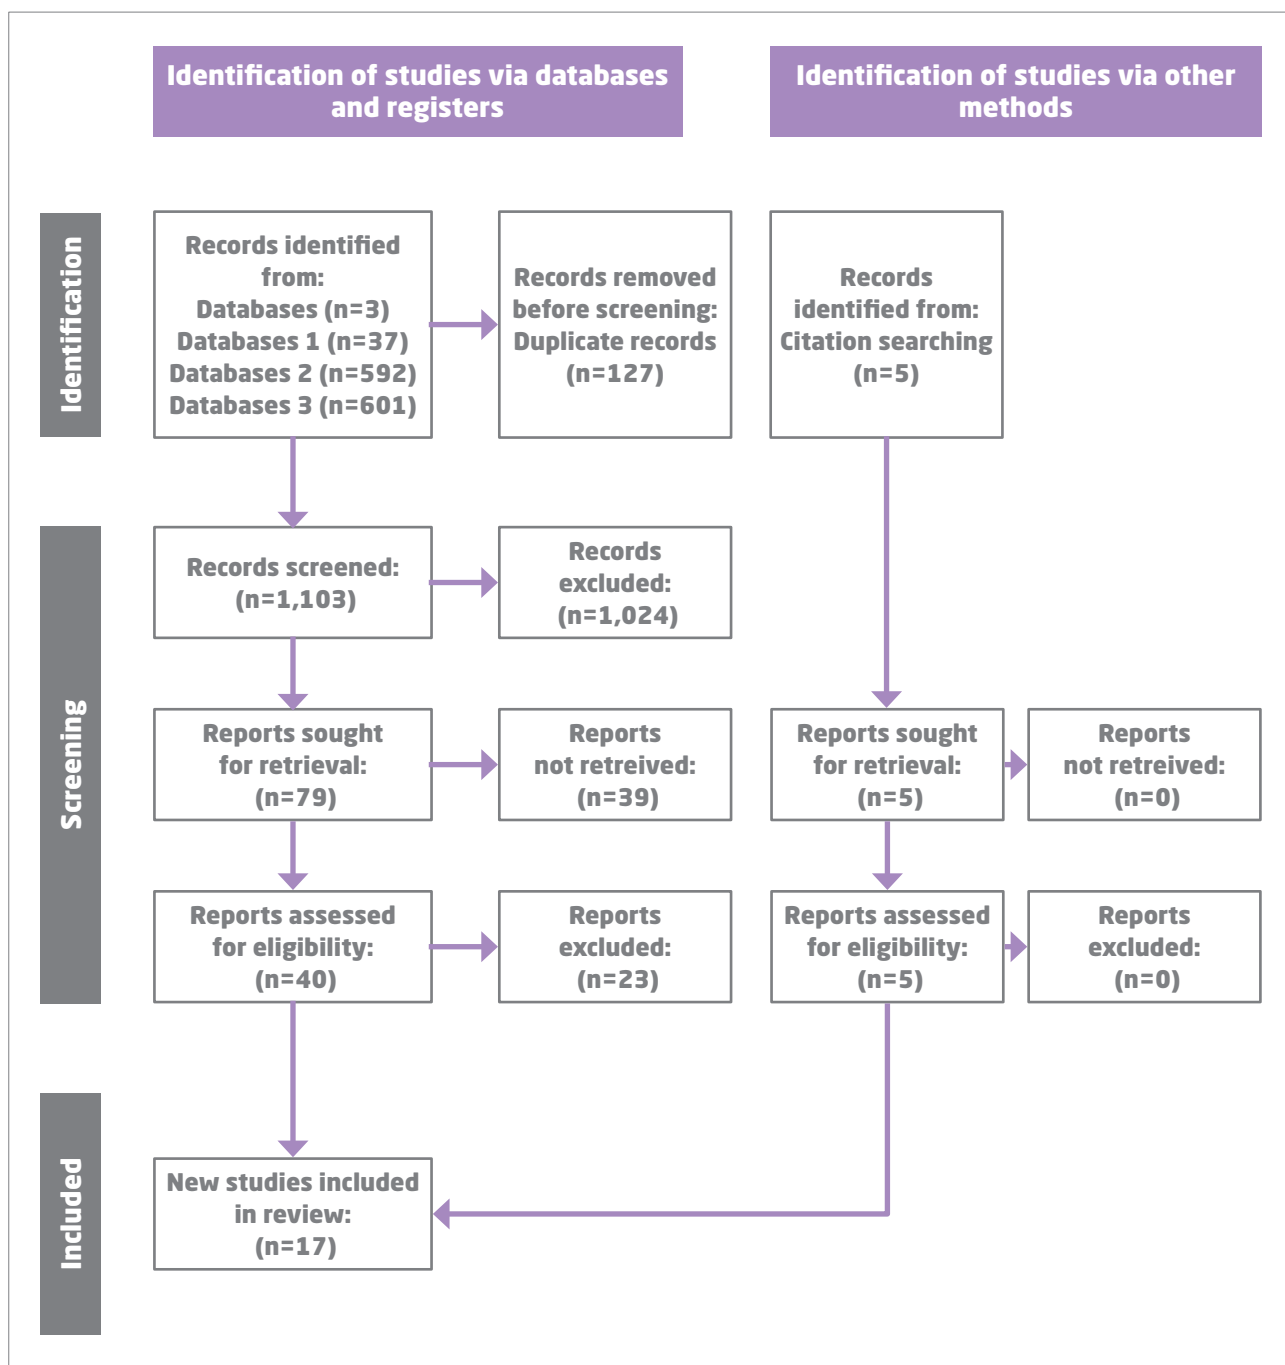 Identification of studies via databases
and registers
Identification of studies via other
methods
Identification
Records identified
from:
Databases (n=3)
Databases 1 (n=37)
Databases 2 (n=592)
Databases 3 (n=601)
Records removed
before screening:
Duplicate records
(n=127)
Records
identified from:
Citation searching
(n=5)
Screening
Records screened:
(n=1,103)
Records
excluded:
(n=1,024)
Reports sought
for retrieval:
(n=79)
Reports
not retreived:
(n=39)
Reports sought
for retrieval:
(n=5)
Reports
not retreived:
(n=0)
Reports assessed
for eligibility:
(n=40)
Reports
excluded:
(n=23)
Reports assessed
for eligibility:
(n=5)
Reports
excluded:
(n=0)
Included
New studies included
in review:
(n=17)